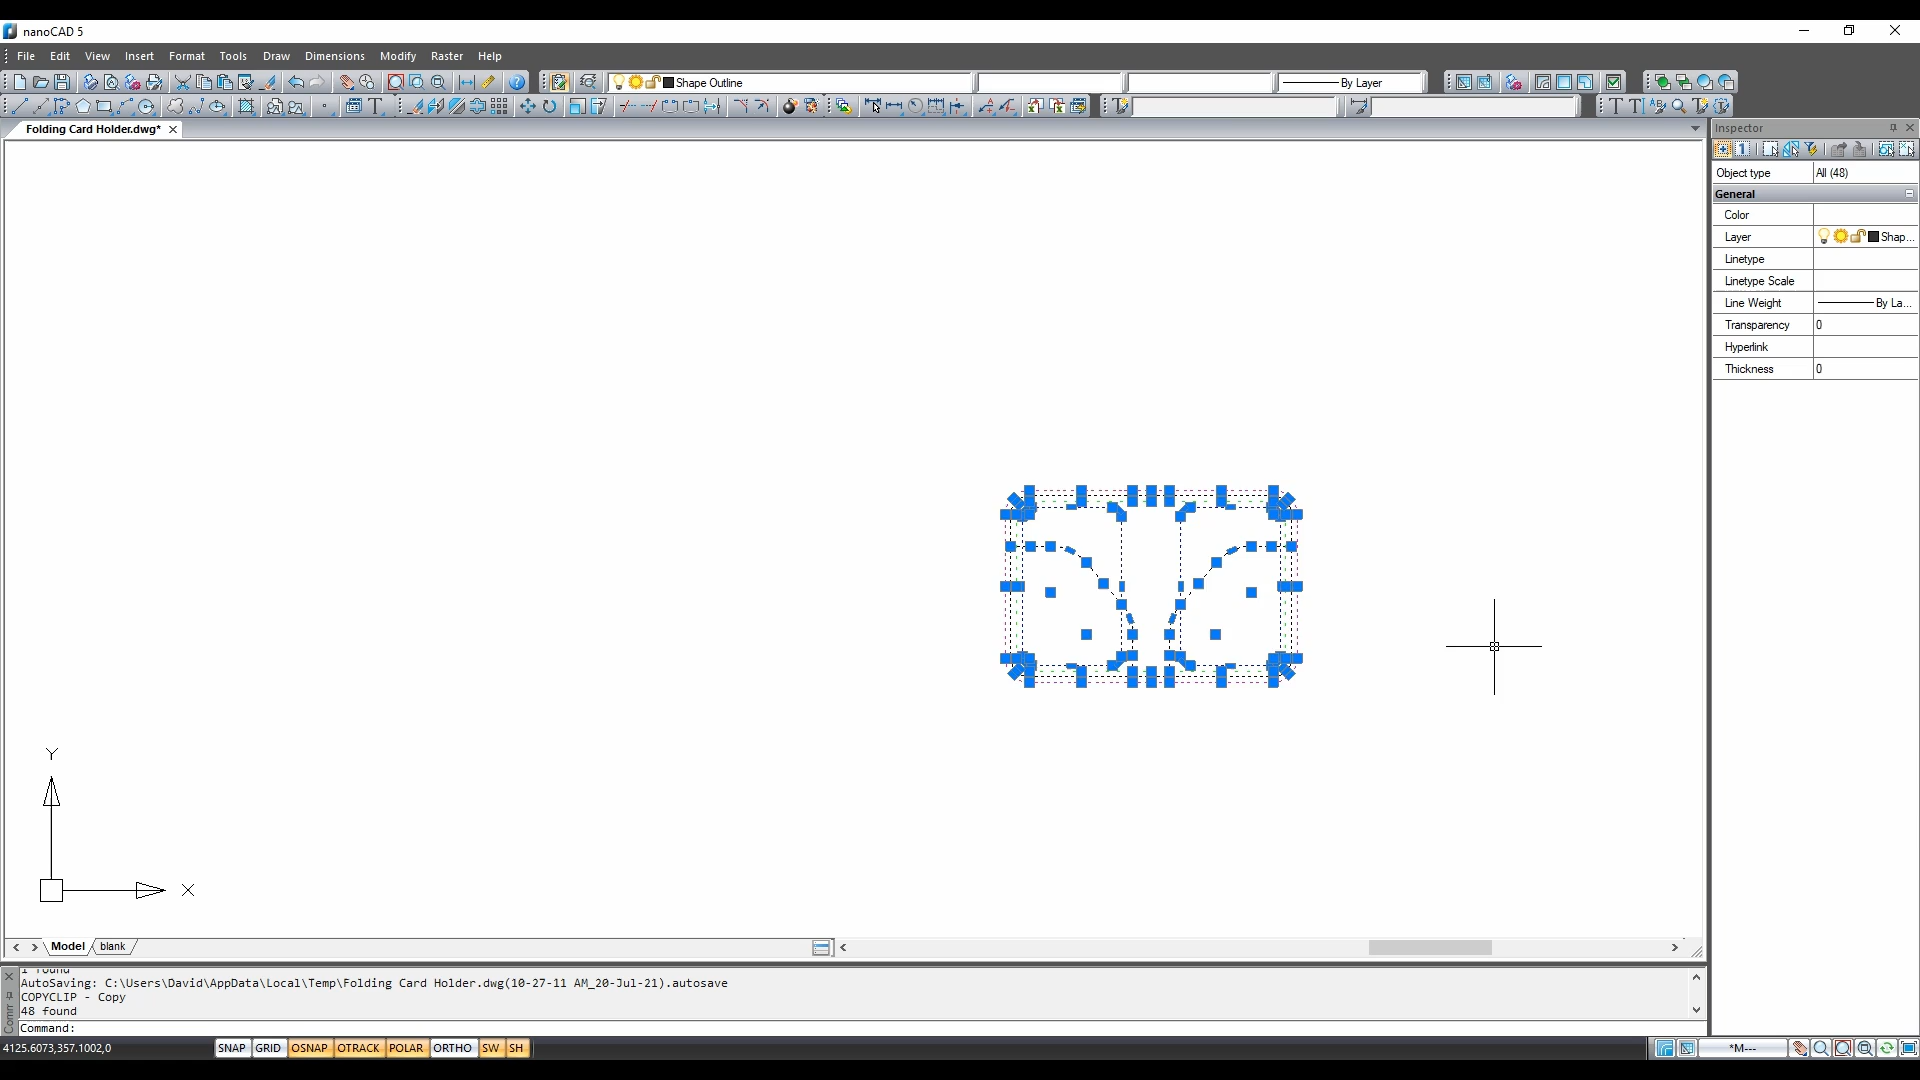 nanoCAD 5
File Edit View Insert Format Tools Draw Dimensions Modify Raster Help
Shape Outline
By Layer
Folding Card Holder.dwg*
Inspector
Object type All (48)
General
Color
Layer Shap...
Linetype
Linetype Scale
Line Weight By La...
Transparency 0
Hyperlink
Thickness 0
Y
X
Model blank
1 found
AutoSaving: C:\Users\David\AppData\Local\Temp\Folding Card Holder.dwg(10-27-11 AM_20-Jul-21).autosave
COPYCLIP - Copy
48 found
Command:
Comm
4125.6073,357.1002,0 SNAP GRID OSNAP OTRACK POLAR ORTHO SW SH *M---